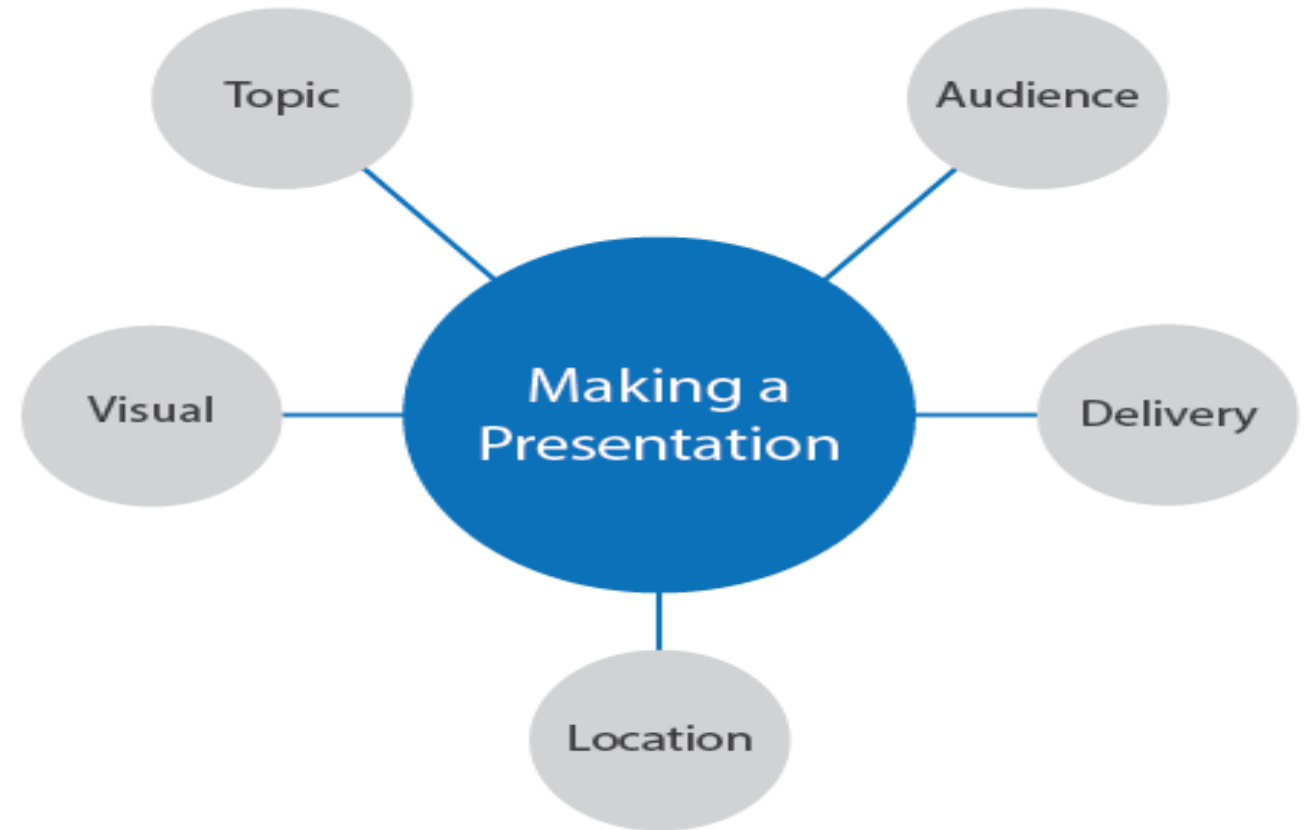 Topic
Audience
Making a
Presentation
Visual
Delivery
Location